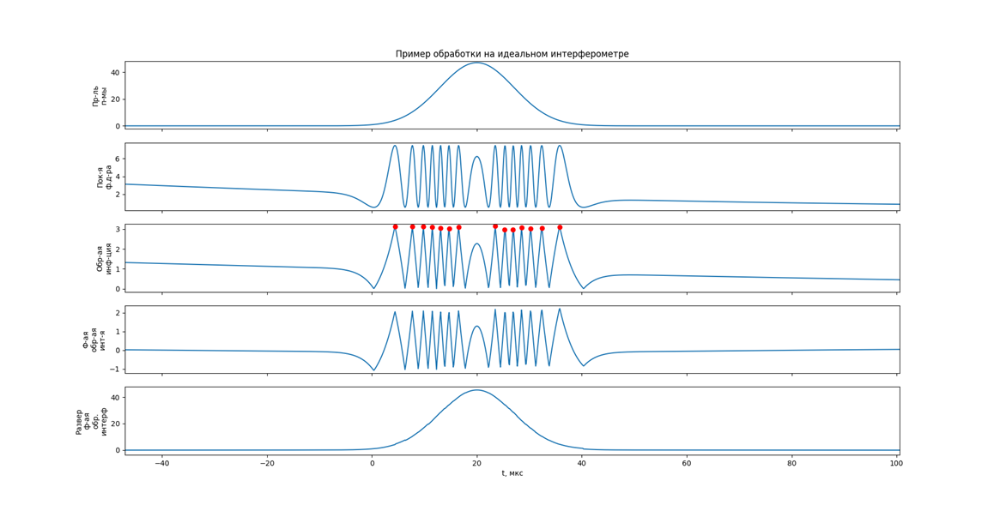 Пример обработки на идеальном интерферометре
Пр-ль
п-мы
40
20
0
Пок-я
ф.д-ра
6
4
2
Обр-ая
инф-ция
3
2
1
0
Ф-ая
обр-ая
инт-я
2
1
0
−1
Развер
ф-ая
обр.
интерф
40
20
0
−40
−20
0
20
40
60
80
100
t, мкс